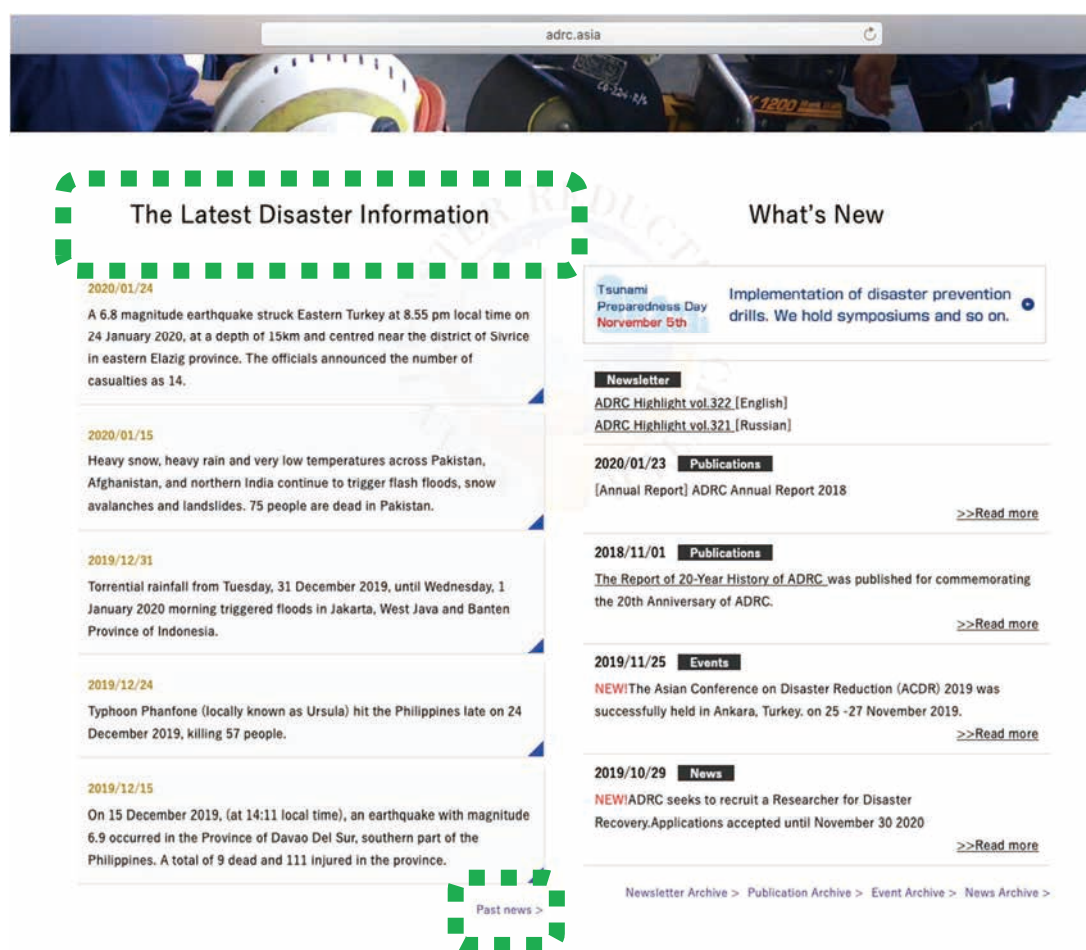 adrc.asia
1200
The Latest Disaster Information
2020/01/24
A 6.8 magnitude earthquake struck Eastern Turkey at 8.55 pm local time on
24 January 2020, at a depth of 15km and centred near the district of Sivrice
in eastern Elazig province. The officials announced the number of
casualties as 14.
2020/01/15
Heavy snow, heavy rain and very low temperatures across Pakistan,
Afghanistan, and northern India continue to trigger flash floods, snow
avalanches and landslides. 75 people are dead in Pakistan.
2019/12/31
Torrential rainfall from Tuesday, 31 December 2019, until Wednesday, 1
January 2020 morning triggered floods in Jakarta, West Java and Banten
Province of Indonesia.
2019/12/24
Typhoon Phanfone (locally known as Ursula) hit the Philippines late on 24
December 2019, killing 57 people.
2019/12/15
On 15 December 2019, (at 14:11 local time), an earthquake with magnitude
6.9 occurred in the Province of Davao Del Sur, southern part of the
Philippines. A total of 9 dead and 111 injured in the province.
Past news >
What's New
Tsunami
Preparedness Day
Norvember 5th
Implementation of disaster prevention
drills. We hold symposiums and so on.
Newsletter
ADRC Highlight vol.322 [English]
ADRC Highlight vol.321 [Russian]
2020/01/23 Publications
[Annual Report] ADRC Annual Report 2018
>>Read more
2018/11/01 Publications
The Report of 20-Year History of ADRC was published for commemorating
the 20th Anniversary of ADRC.
>>Read more
2019/11/25 Events
NEW!The Asian Conference on Disaster Reduction (ACDR) 2019 was
successfully held in Ankara, Turkey. on 25 -27 November 2019.
>>Read more
2019/10/29 News
NEW!ADRC seeks to recruit a Researcher for Disaster
Recovery.Applications accepted until November 30 2020
>>Read more
Newsletter Archive > Publication Archive > Event Archive > News Archive >